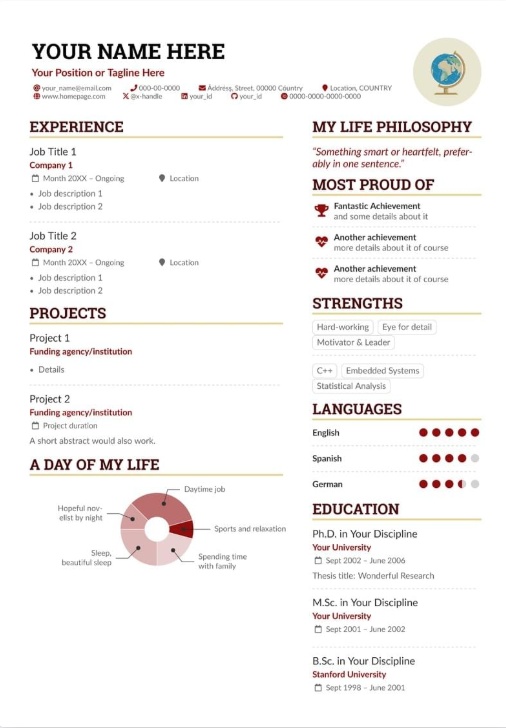 YOUR NAME HERE
Your Position or Tagline Here
your_name@email.com 000-00-0000 Address, Street, 00000 Country Location, COUNTRY
www.homepage.com @x-handle your_id your_id 0000-0000-0000-0000
EXPERIENCE
Job Title 1
Company 1
Month 20XX – Ongoing Location
• Job description 1
• Job description 2
Job Title 2
Company 2
Month 20XX – Ongoing Location
• Job description 1
• Job description 2
PROJECTS
Project 1
Funding agency/institution
• Details
Project 2
Funding agency/institution
Project duration
A short abstract would also work.
A DAY OF MY LIFE
Daytime job
Sports and relaxation
Spending time
with family
Sleep,
beautiful sleep
Hopeful nov-
elist by night
MY LIFE PHILOSOPHY
“Something smart or heartfelt, prefer-
ably in one sentence.”
MOST PROUD OF
Fantastic Achievement
and some details about it
Another achievement
more details about it of course
Another achievement
more details about it of course
STRENGTHS
Hard-working Eye for detail
Motivator & Leader
C++ Embedded Systems
Statistical Analysis
LANGUAGES
English
Spanish
German
EDUCATION
Ph.D. in Your Discipline
Your University
Sept 2002 – June 2006
Thesis title: Wonderful Research
M.Sc. in Your Discipline
Your University
Sept 2001 – June 2002
B.Sc. in Your Discipline
Stanford University
Sept 1998 – June 2001